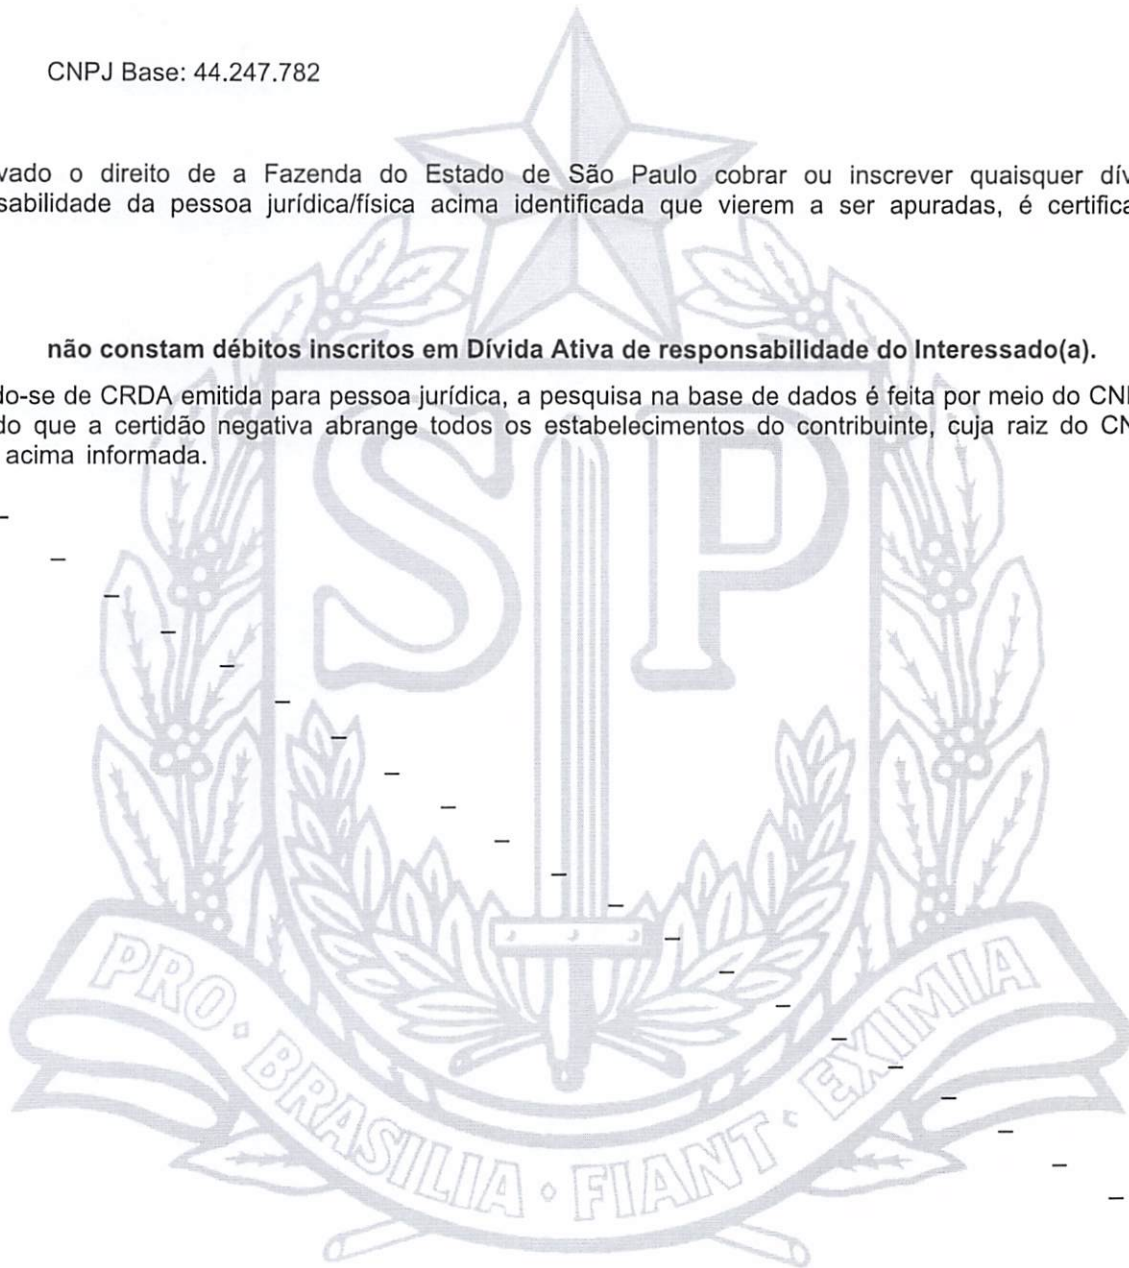 CNPJ Base: 44.247.782
vado o direito de a Fazenda do Estado de São Paulo cobrar ou inscrever quaisquer dív
sabilidade da pessoa jurídica/física acima identificada que vierem a ser apuradas, é certifica
não constam débitos inscritos em Dívida Ativa de responsabilidade do Interessado(a).
do-se de CRDA emitida para pessoa jurídica, a pesquisa na base de dados é feita por meio do CN
do que a certidão negativa abrange todos os estabelecimentos do contribuinte, cuja raiz do CN
acima informada.
SP
PRO · BRASILIA · FIANT · EXIMIA